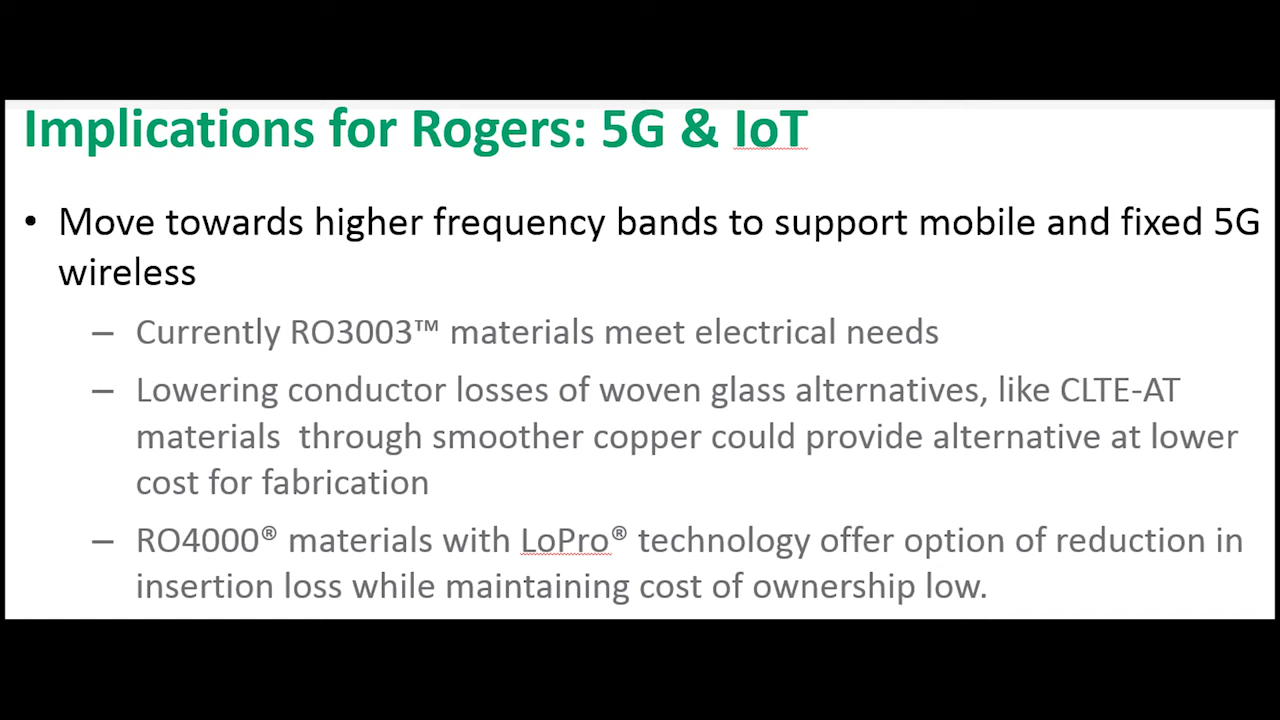 Implications for Rogers: 5G & IoT
• Move towards higher frequency bands to support mobile and fixed 5G
wireless
– Currently RO3003™ materials meet electrical needs
– Lowering conductor losses of woven glass alternatives, like CLTE-AT
materials  through smoother copper could provide alternative at lower
cost for fabrication
– RO4000® materials with LoPro® technology offer option of reduction in
insertion loss while maintaining cost of ownership low.